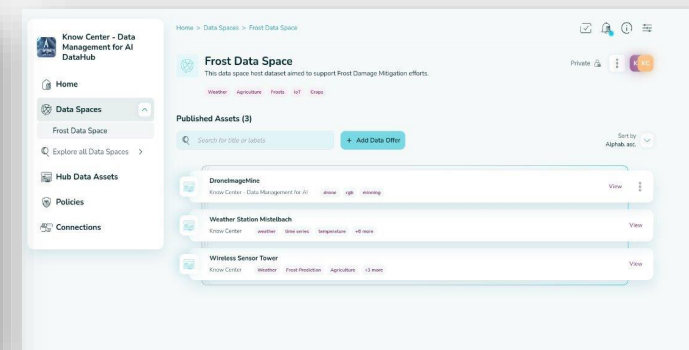 Know Center - Data
Management for AI
DataHub
Home
Data Spaces
Frost Data Space
Explore all Data Spaces >
Hub Data Assets
Policies
Connections
Home > Data Spaces > Frost Data Space
Frost Data Space
This data space host dataset aimed to support Frost Damage Mitigation efforts.
Weather Agriculture Frosts IoT Crops
Private
Published Assets (3)
Search for title or labels
+ Add Data Offer
Sort by
Alphab. asc.
DroneImageMine
Know Center - Data Management for AI drone rgb
View
Weather Station Mistelbach
Know Center weather time series temperature +6 more
View
Wireless Sensor Tower
Know Center Weather Frost Prediction Agriculture +3 more
View